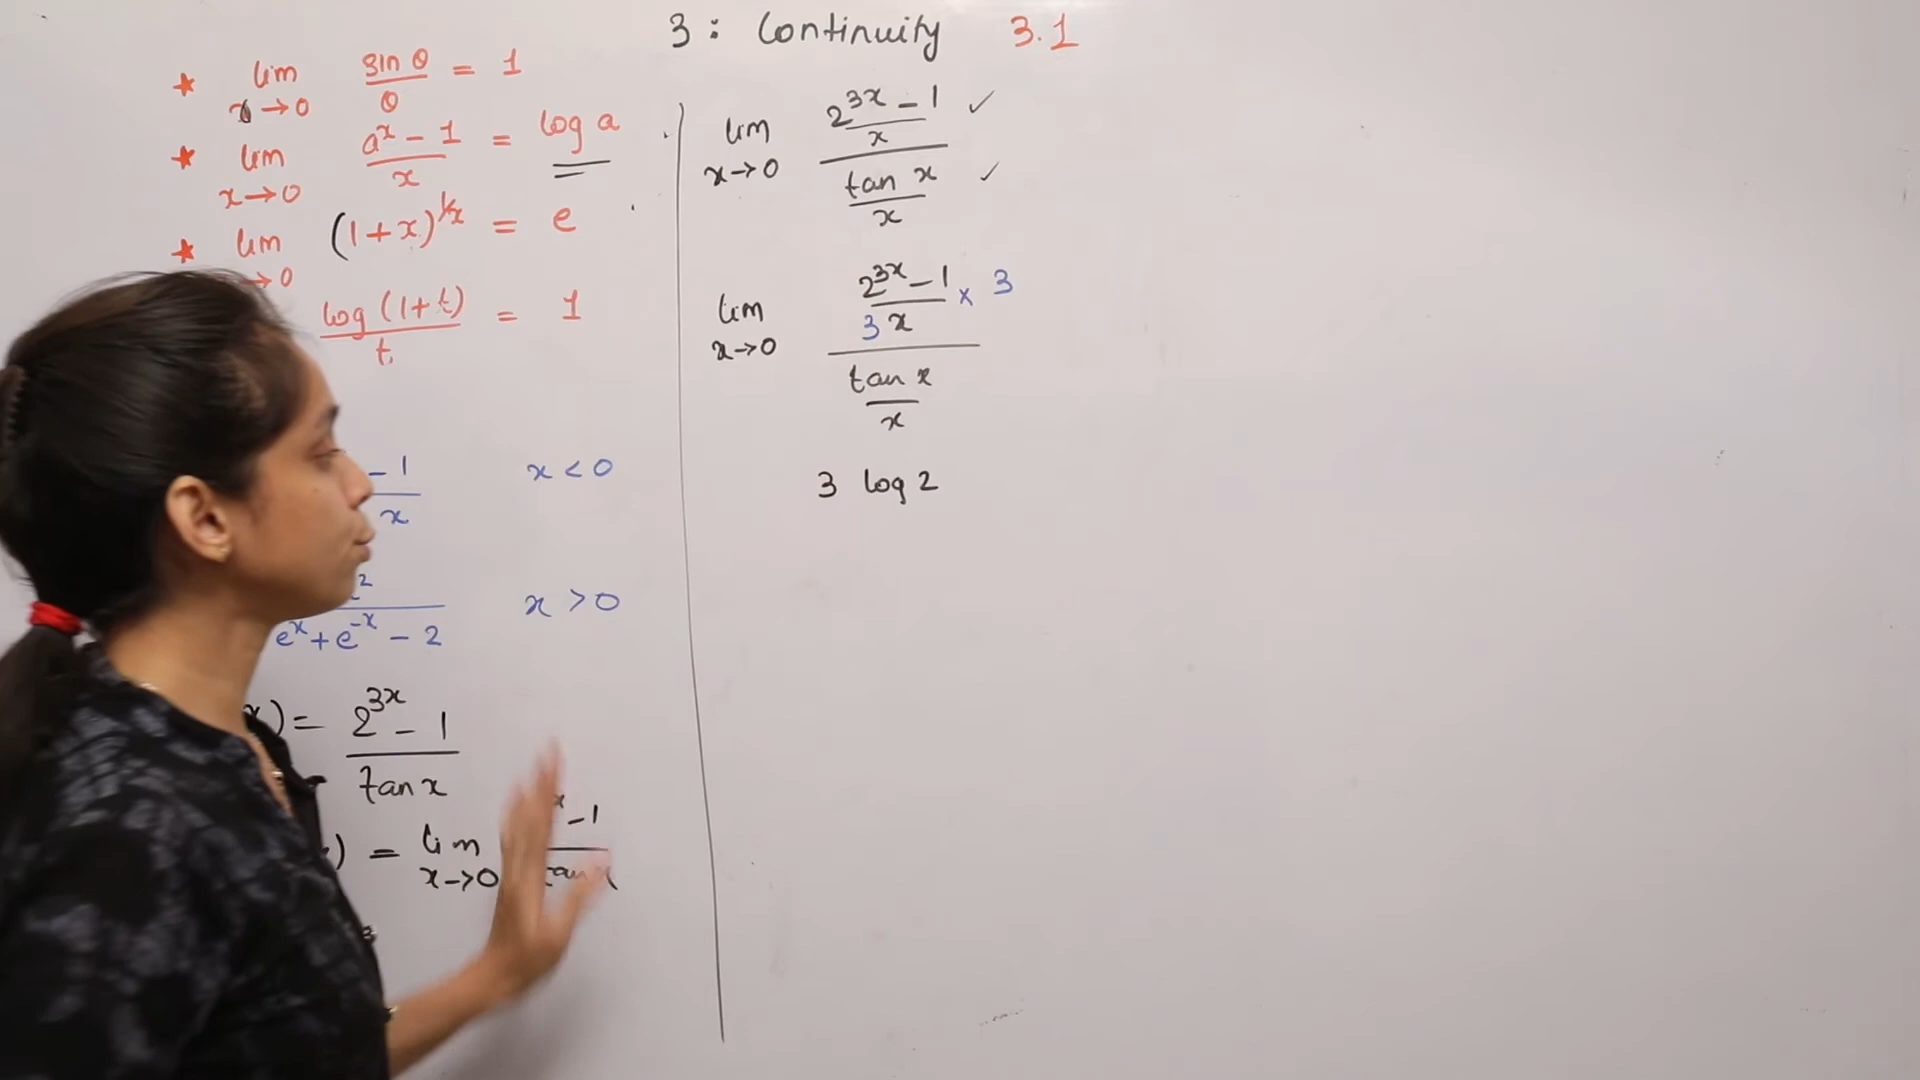 3 : Continuity 3.1
★ lim x→0 sin θ / θ = 1
★ lim x→0 a^x - 1 / x = log a
★ lim →0 (1+x)^1/x = e
log (1+t) / t = 1
- 1 / x x < 0
2 / e^x + e^-x - 2 x > 0
x) = 2^3x - 1 / tan x
) = lim x→0 x - 1 / tan x
lim x→0 2^3x - 1 / x ✓ / tan x / x ✓
lim x→0 2^3x - 1 / 3x × 3 / tan x / x
3 log 2